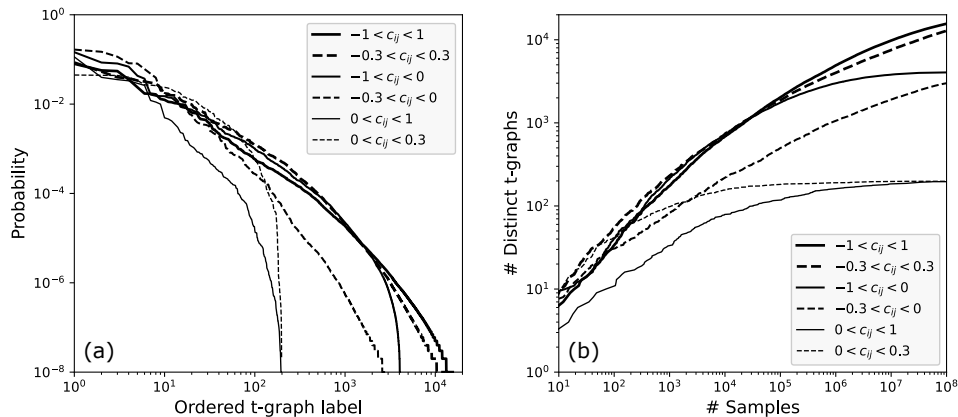 10^0
10^−2
10^−4
10^−6
10^−8
Probability
(a)
−1 < c_ij < 1
−0.3 < c_ij < 0.3
−1 < c_ij < 0
−0.3 < c_ij < 0
0 < c_ij < 1
0 < c_ij < 0.3
10^0 10^1 10^2 10^3 10^4
Ordered t-graph label
10^4
10^3
10^2
10^1
10^0
# Distinct t-graphs
(b)
−1 < c_ij < 1
−0.3 < c_ij < 0.3
−1 < c_ij < 0
−0.3 < c_ij < 0
0 < c_ij < 1
0 < c_ij < 0.3
10^1 10^2 10^3 10^4 10^5 10^6 10^7 10^8
# Samples